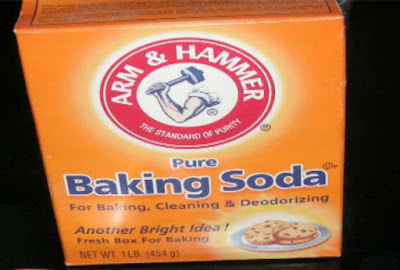 ARM & HAMMER
THE STANDARD OF PURITY
®
®
Pure
Baking Soda
For Baking, Cleaning & Deodorizing
Another Bright Idea!
Fresh Box For Baking
NET WT. 1 LB. (454 g)